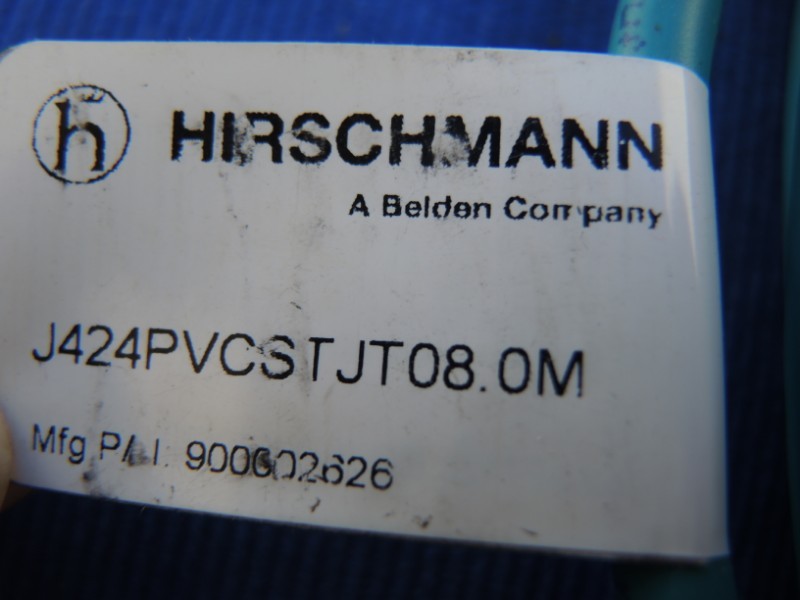 h HIRSCHMANN
A Belden Company
J424PVCSTJT08.0M
Mfg P/N: 900002626